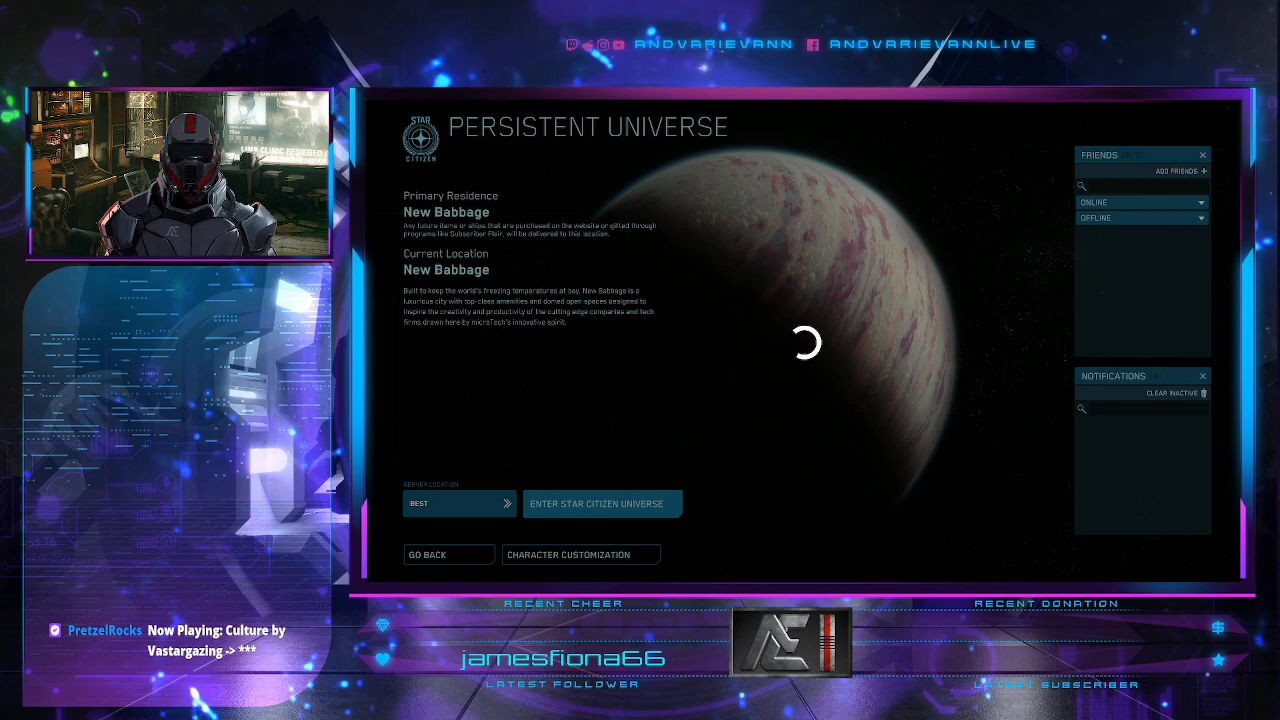 ANDVARIEVANN ANDVARIEVANNLIVE
STAR
CITIZEN
PERSISTENT UNIVERSE
Primary Residence
New Babbage
Any future items or ships that are purchased on the website or gifted through
programs like Subscriber Flair, will be delivered to this location.
Current Location
New Babbage
Built to keep the world's freezing temperatures at bay, New Babbage is a
luxurious city with top-class amenities and domed open spaces designed to
inspire the creativity and productivity of the cutting edge companies and tech
firms drawn here by microTech's innovative spirit.
SERVER LOCATION
BEST
ENTER STAR CITIZEN UNIVERSE
GO BACK
CHARACTER CUSTOMIZATION
FRIENDS
ADD FRIENDS +
ONLINE
OFFLINE
NOTIFICATIONS
CLEAR INACTIVE
PretzelRocks Now Playing: Culture by
Vastargazing -> ***
RECENT CHEER
RECENT DONATION
jamesfiona66
LATEST FOLLOWER
LATEST SUBSCRIBER